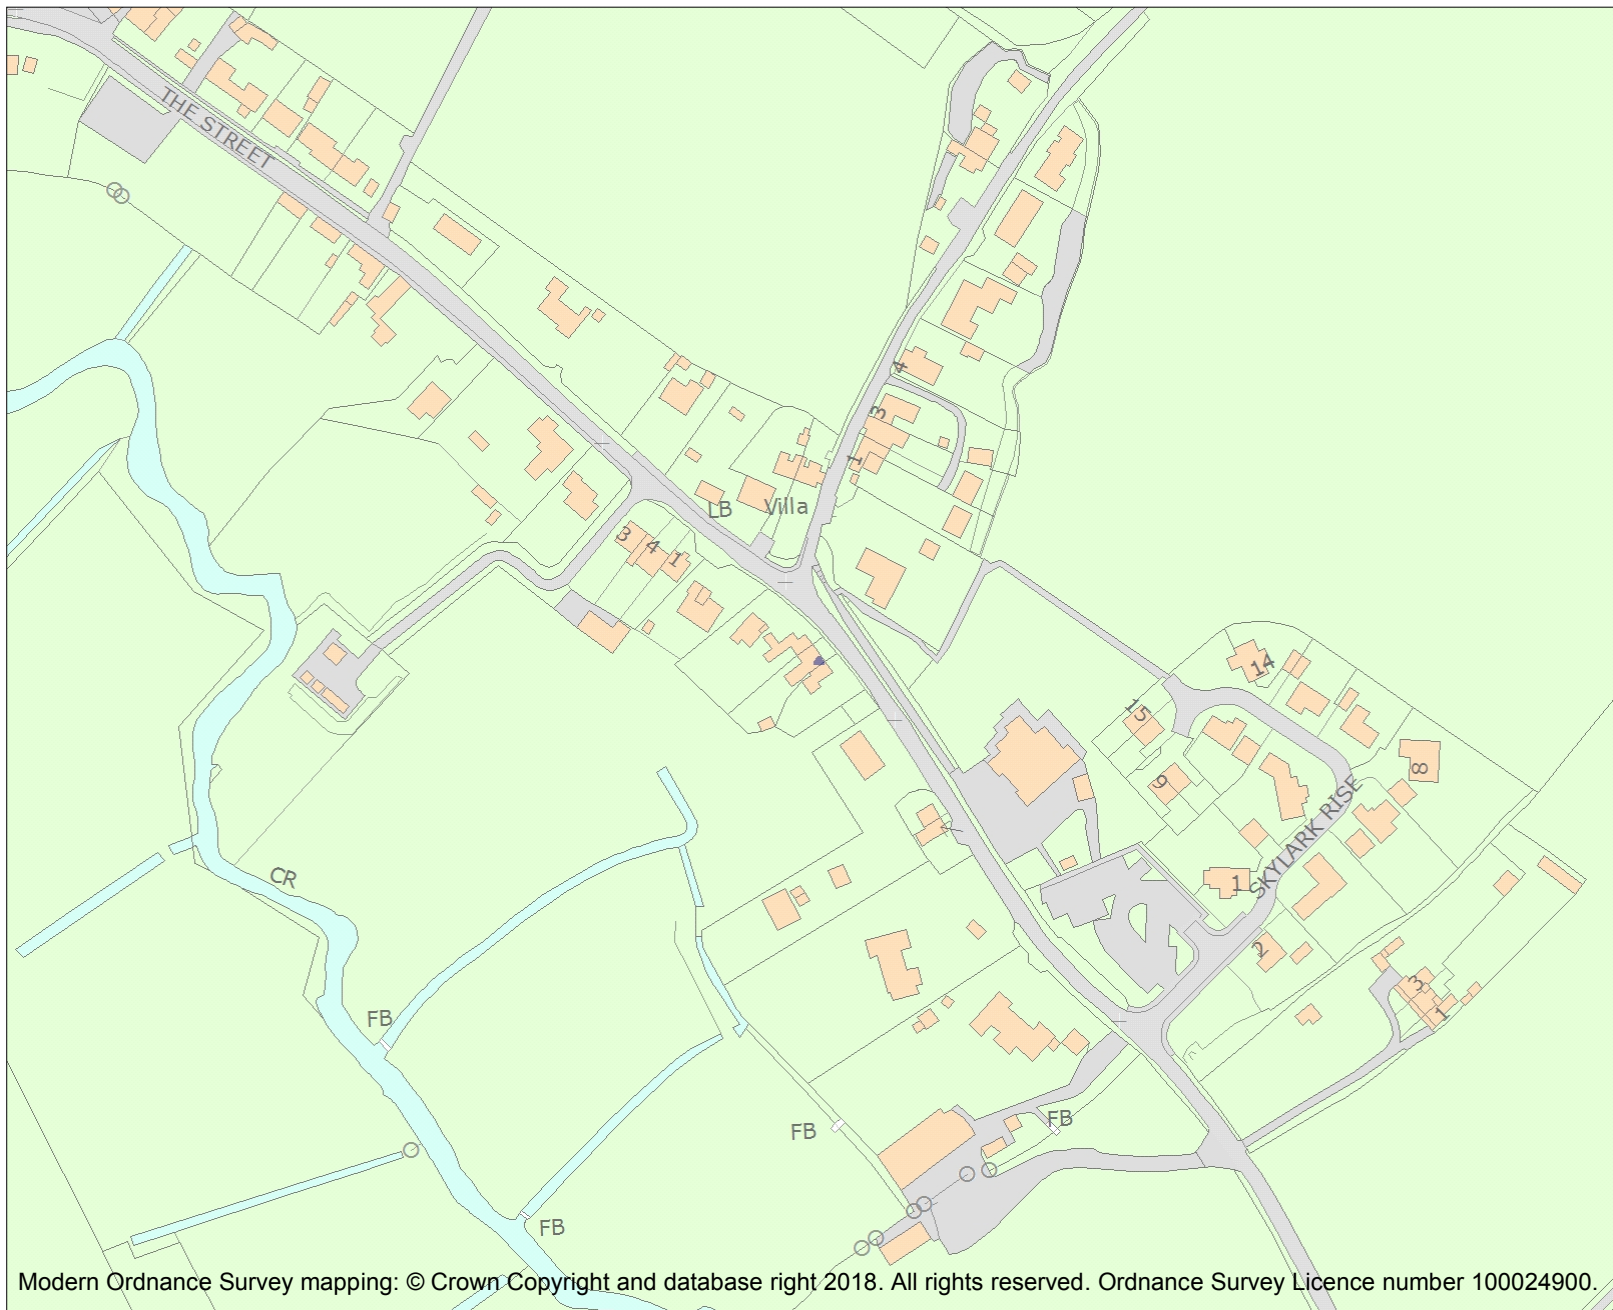 THE STREET
4
3
1
LB
Villa
3
4
1
14
15
9
8
SKYLARK RISE
1
2
3
1
CR
FB
FB
FB
FB
Modern Ordnance Survey mapping: © Crown Copyright and database right 2018. All rights reserved. Ordnance Survey Licence number 100024900.